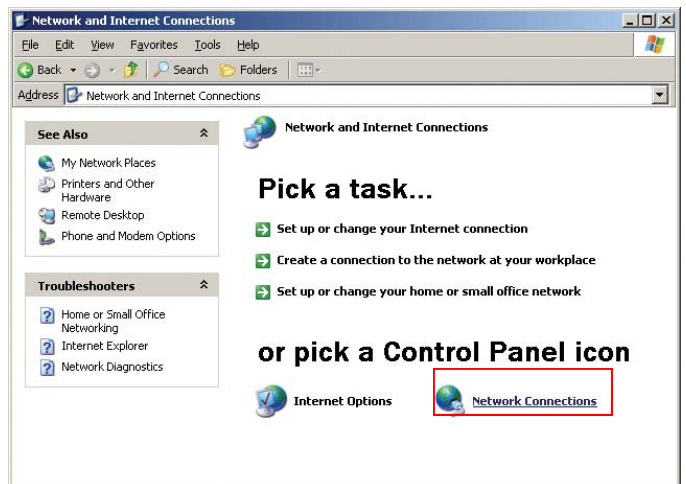 Network and Internet Connections
File Edit View Favorites Tools Help
Back Search Folders
Address Network and Internet Connections
See Also
My Network Places
Printers and Other
Hardware
Remote Desktop
Phone and Modem Options
Troubleshooters
Home or Small Office
Networking
Internet Explorer
Network Diagnostics
Network and Internet Connections
Pick a task...
Set up or change your Internet connection
Create a connection to the network at your workplace
Set up or change your home or small office network
or pick a Control Panel icon
Internet Options
Network Connections